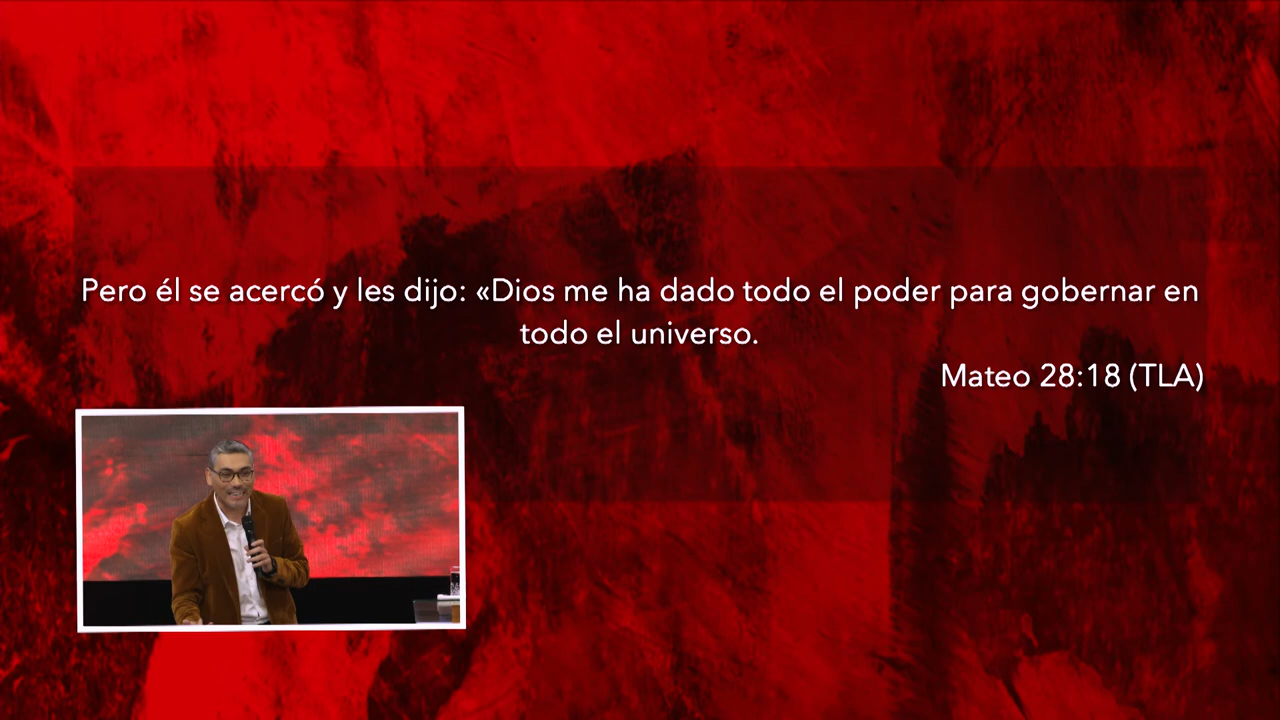 Pero él se acercó y les dijo: «Dios me ha dado todo el poder para gobernar en
todo el universo.
Mateo 28:18 (TLA)